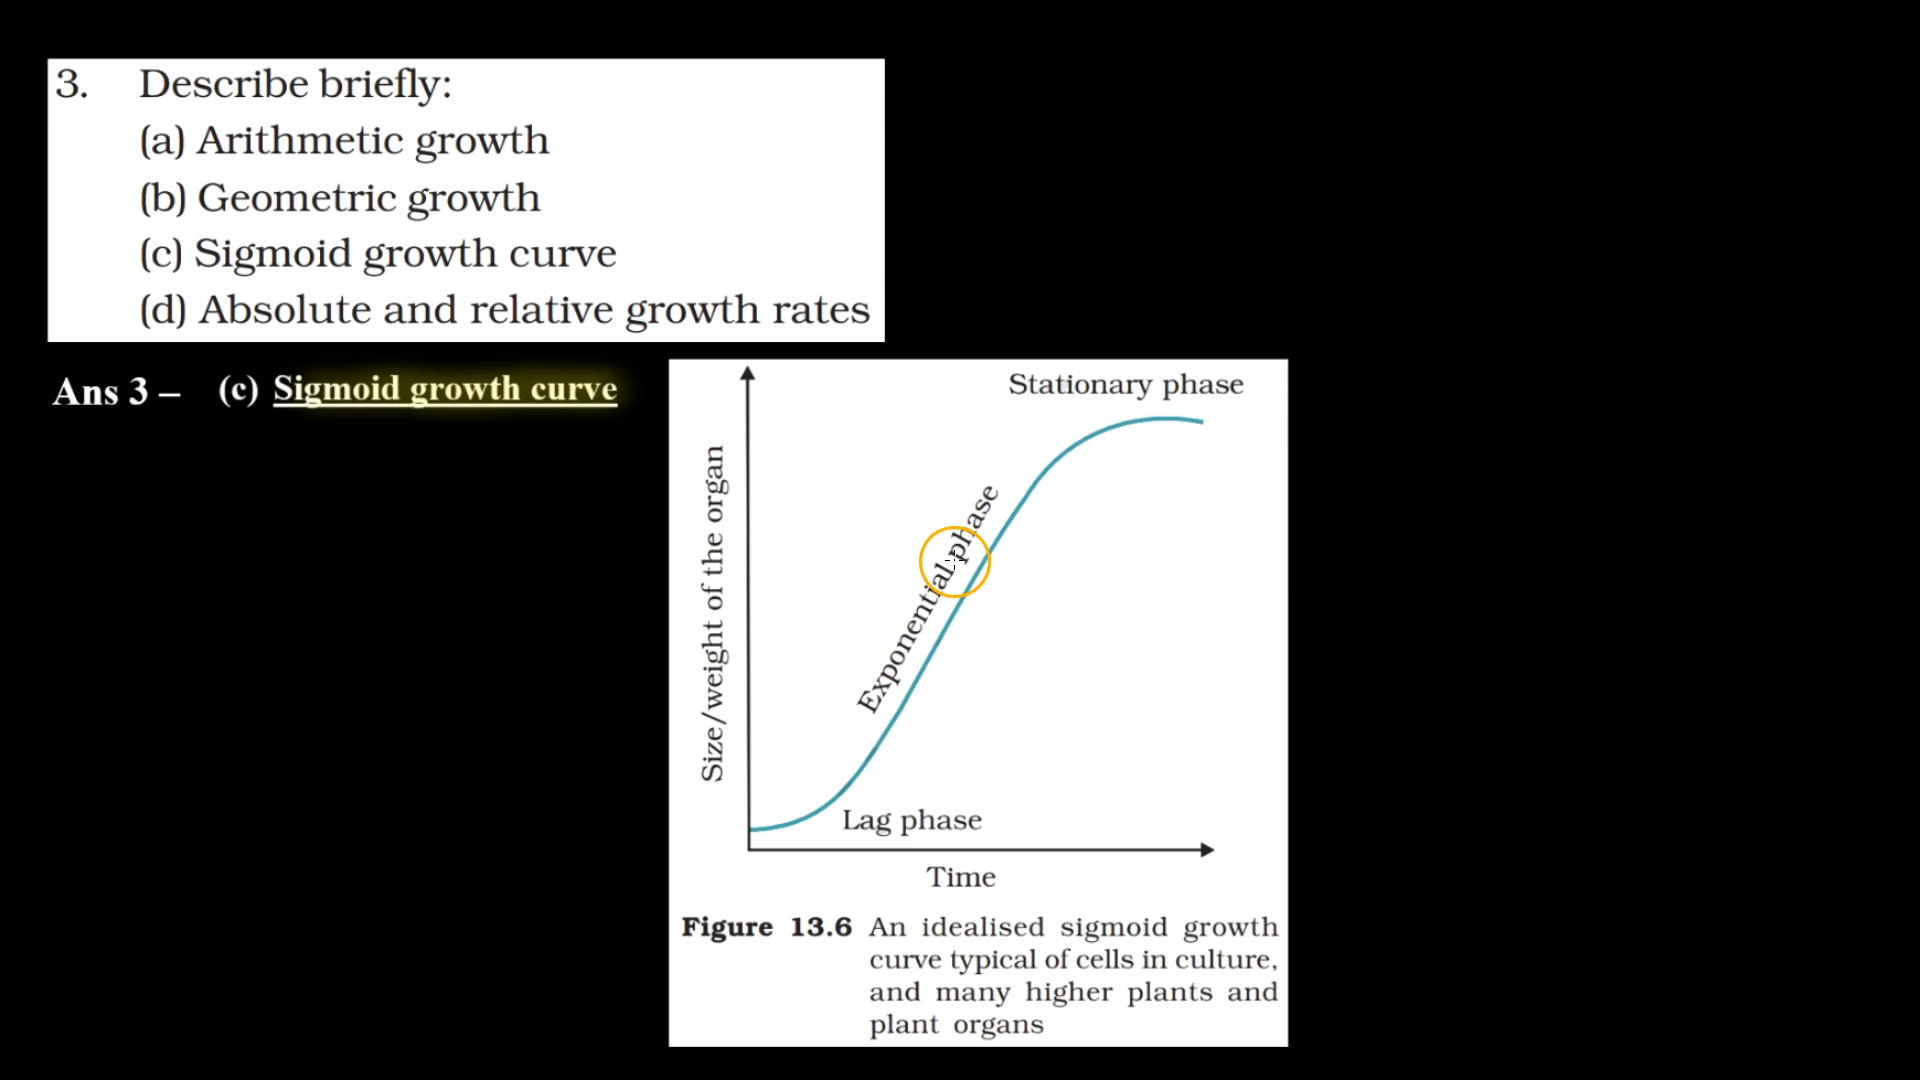 3. Describe briefly:
(a) Arithmetic growth
(b) Geometric growth
(c) Sigmoid growth curve
(d) Absolute and relative growth rates
Ans 3 – (c) Sigmoid growth curve
Stationary phase
Size/weight of the organ
Exponential phase
Lag phase
Time
Figure 13.6 An idealised sigmoid growth
curve typical of cells in culture,
and many higher plants and
plant organs